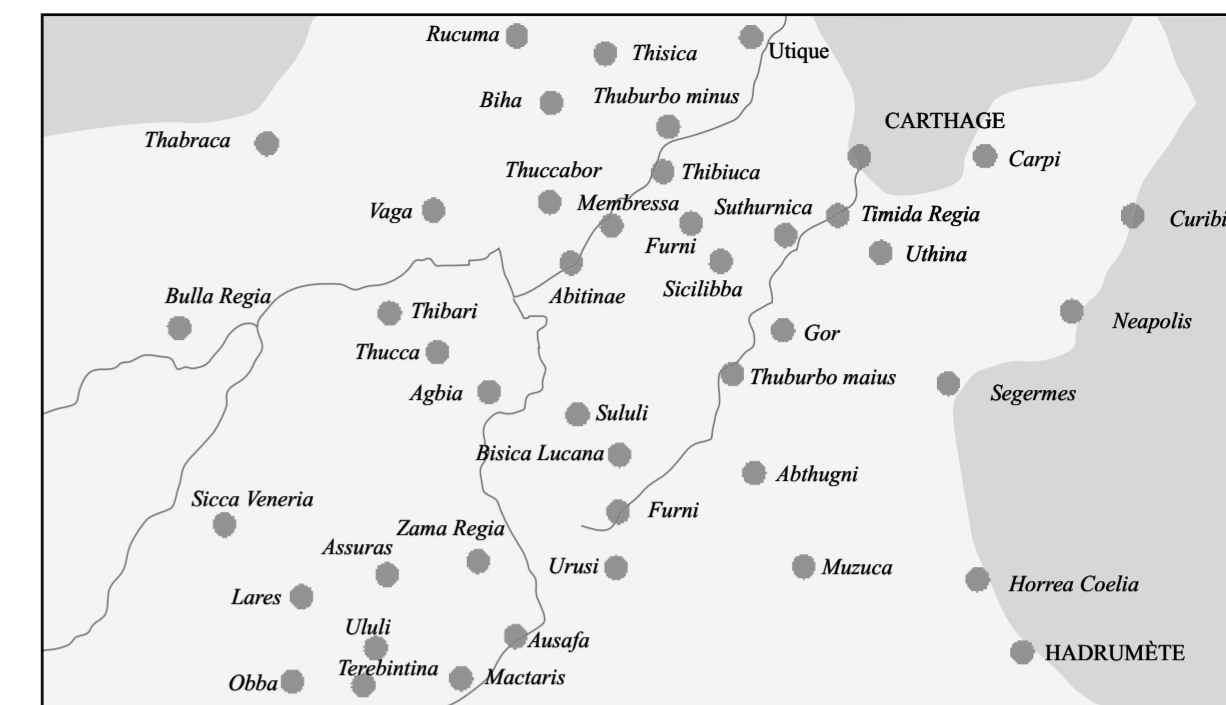 Rucuma
Thisica
Utique
Biha
Thuburbo minus
CARTHAGE
Thabraca
Carpi
Thuccabor
Thibiuca
Vaga
Membressa
Suthurnica
Timida Regia
Curibi
Furni
Uthina
Sicilibba
Abitinae
Bulla Regia
Thibari
Neapolis
Gor
Thucca
Thuburbo maius
Agbia
Segermes
Sululi
Bisica Lucana
Abthugni
Sicca Veneria
Furni
Zama Regia
Assuras
Urusi
Muzuca
Horrea Coelia
Lares
Ululi
Ausafa
HADRUMÈTE
Terebintina
Mactaris
Obba